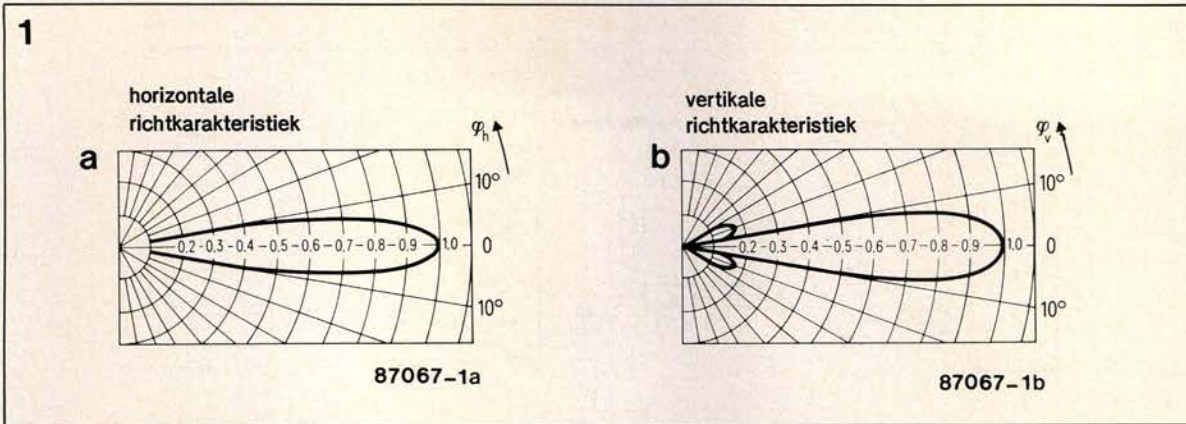 1
horizontale
richtkarakteristiek
a
φh
10°
0,2 0,3 0,4 0,5 0,6 0,7 0,8 0,9 1,0 0
10°
87067-1a
vertikale
richtkarakteristiek
b
φv
10°
0,2 0,3 0,4 0,5 0,6 0,7 0,8 0,9 1,0 0
10°
87067-1b